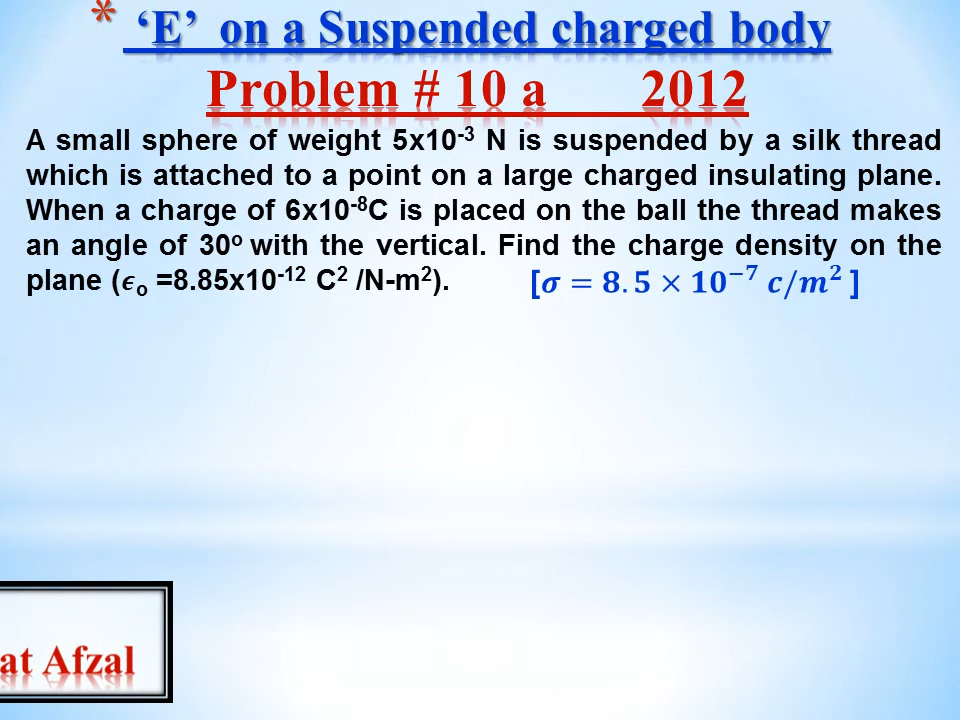 * ‘E’ on a Suspended charged body
Problem # 10 a 2012
A small sphere of weight 5x10⁻³ N is suspended by a silk thread
which is attached to a point on a large charged insulating plane.
When a charge of 6x10⁻⁸C is placed on the ball the thread makes
an angle of 30º with the vertical. Find the charge density on the
plane (ϵₒ =8.85x10⁻¹² C² /N-m²). [σ = 8.5 × 10⁻⁷ c/m² ]
at Afzal